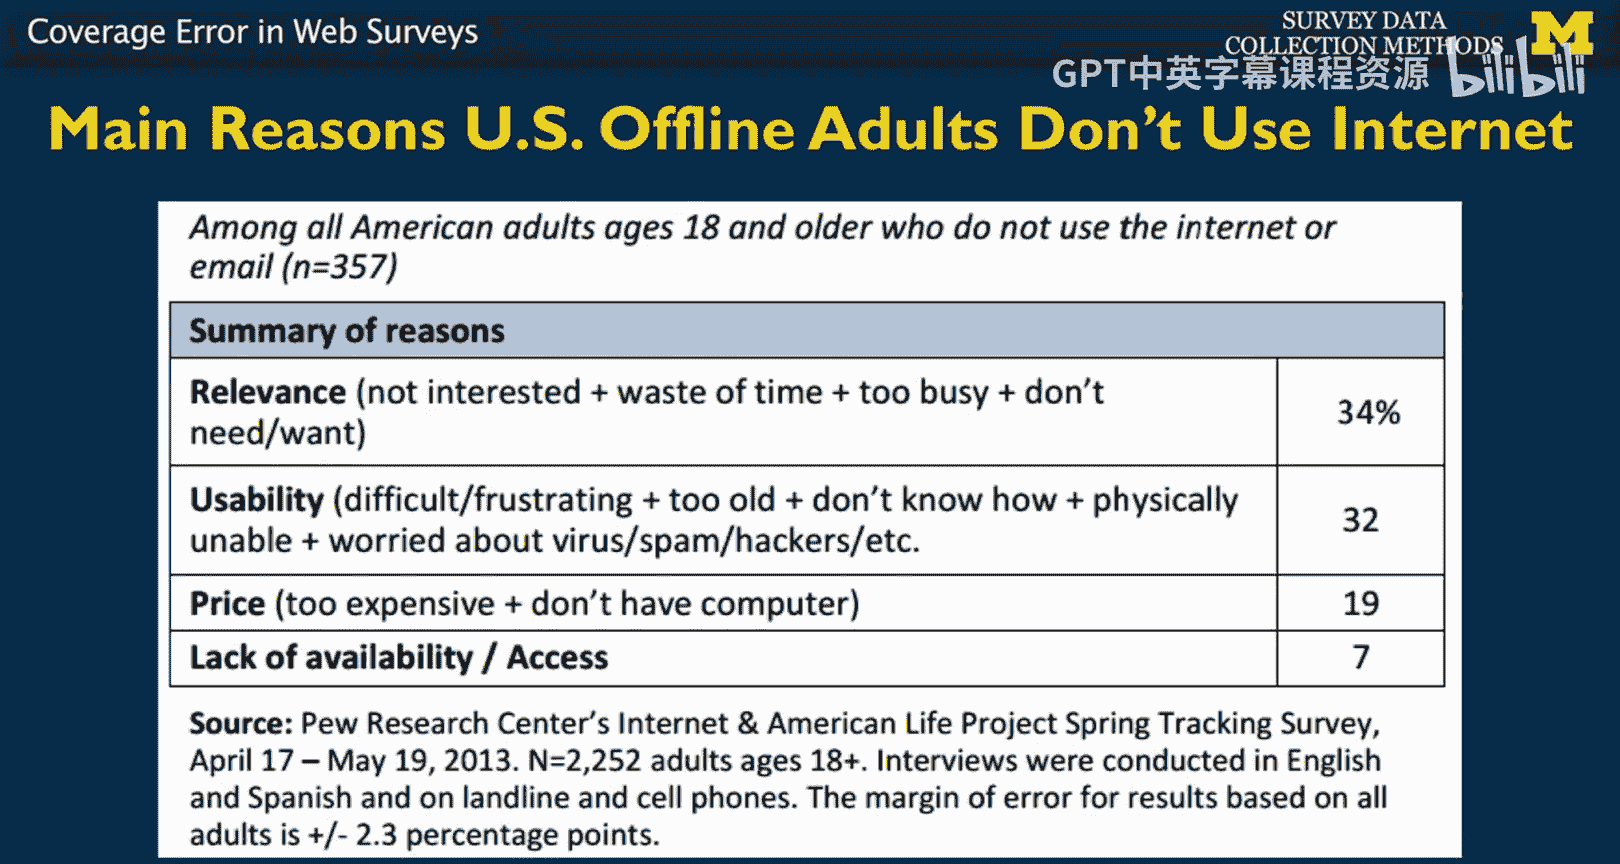 Coverage Error in Web Surveys
SURVEY DATA
COLLECTION METHODS
M
GPT中英字幕课程资源
bilibili
Main Reasons U.S. Offline Adults Don't Use Internet
Among all American adults ages 18 and older who do not use the internet or
email (n=357)
Summary of reasons
Relevance (not interested + waste of time + too busy + don't
need/want)
34%
Usability (difficult/frustrating + too old + don't know how + physically
unable + worried about virus/spam/hackers/etc.
32
Price (too expensive + don't have computer)
19
Lack of availability / Access
7
Source: Pew Research Center's Internet & American Life Project Spring Tracking Survey,
April 17 – May 19, 2013. N=2,252 adults ages 18+. Interviews were conducted in English
and Spanish and on landline and cell phones. The margin of error for results based on all
adults is +/- 2.3 percentage points.